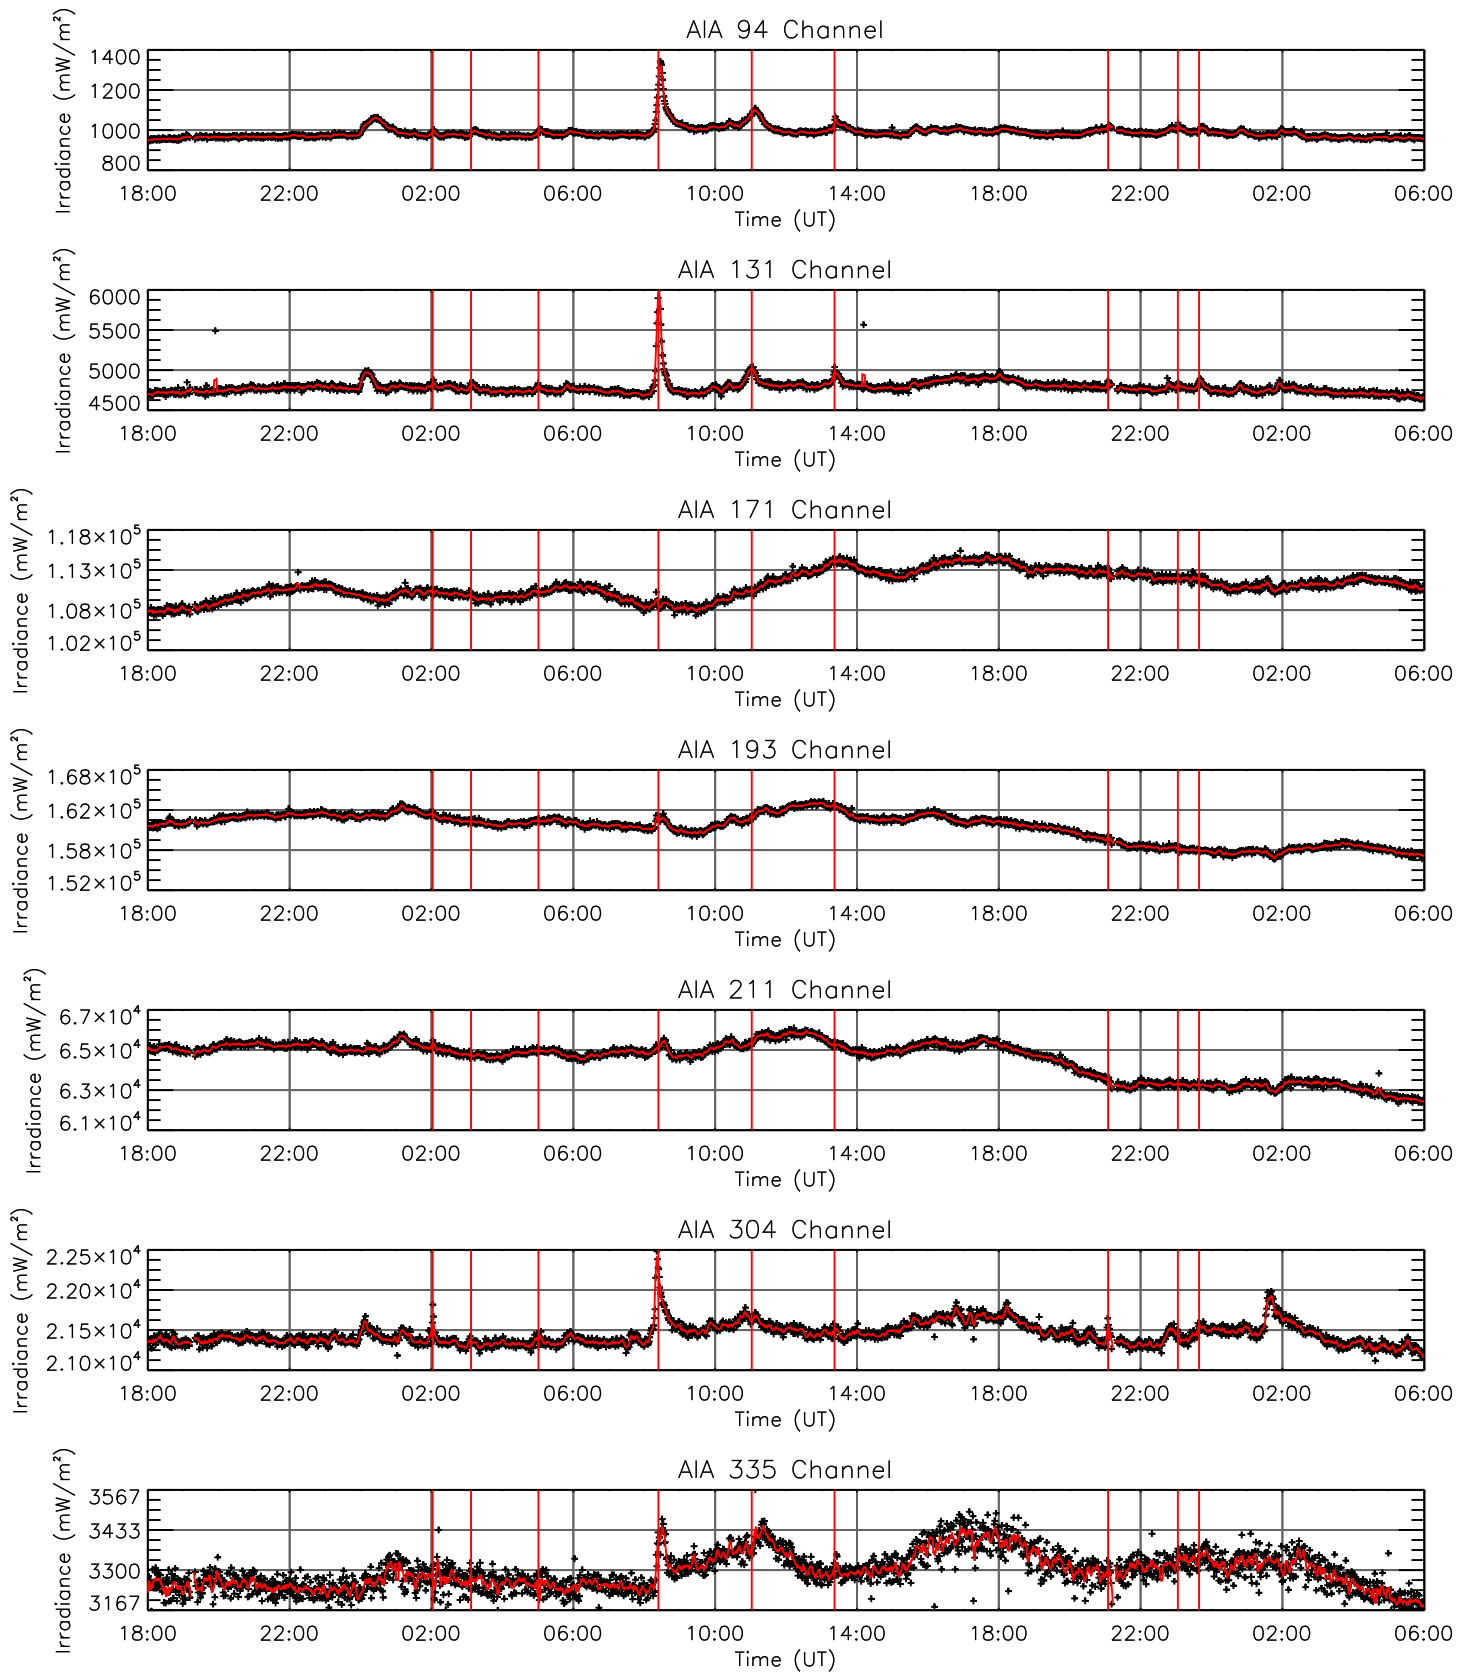 AIA 94 Channel
Irradiance (mW/m²)
1400
1200
1000
800
18:00 22:00 02:00 06:00 10:00 14:00 18:00 22:00 02:00 06:00
Time (UT)
AIA 131 Channel
Irradiance (mW/m²)
6000
5500
5000
4500
18:00 22:00 02:00 06:00 10:00 14:00 18:00 22:00 02:00 06:00
Time (UT)
AIA 171 Channel
Irradiance (mW/m²)
1.18×10⁵
1.13×10⁵
1.08×10⁵
1.02×10⁵
18:00 22:00 02:00 06:00 10:00 14:00 18:00 22:00 02:00 06:00
Time (UT)
AIA 193 Channel
Irradiance (mW/m²)
1.68×10⁵
1.62×10⁵
1.58×10⁵
1.52×10⁵
18:00 22:00 02:00 06:00 10:00 14:00 18:00 22:00 02:00 06:00
Time (UT)
AIA 211 Channel
Irradiance (mW/m²)
6.7×10⁴
6.5×10⁴
6.3×10⁴
6.1×10⁴
18:00 22:00 02:00 06:00 10:00 14:00 18:00 22:00 02:00 06:00
Time (UT)
AIA 304 Channel
Irradiance (mW/m²)
2.25×10⁴
2.20×10⁴
2.15×10⁴
2.10×10⁴
18:00 22:00 02:00 06:00 10:00 14:00 18:00 22:00 02:00 06:00
Time (UT)
AIA 335 Channel
Irradiance (mW/m²)
3567
3433
3300
3167
18:00 22:00 02:00 06:00 10:00 14:00 18:00 22:00 02:00 06:00
Time (UT)